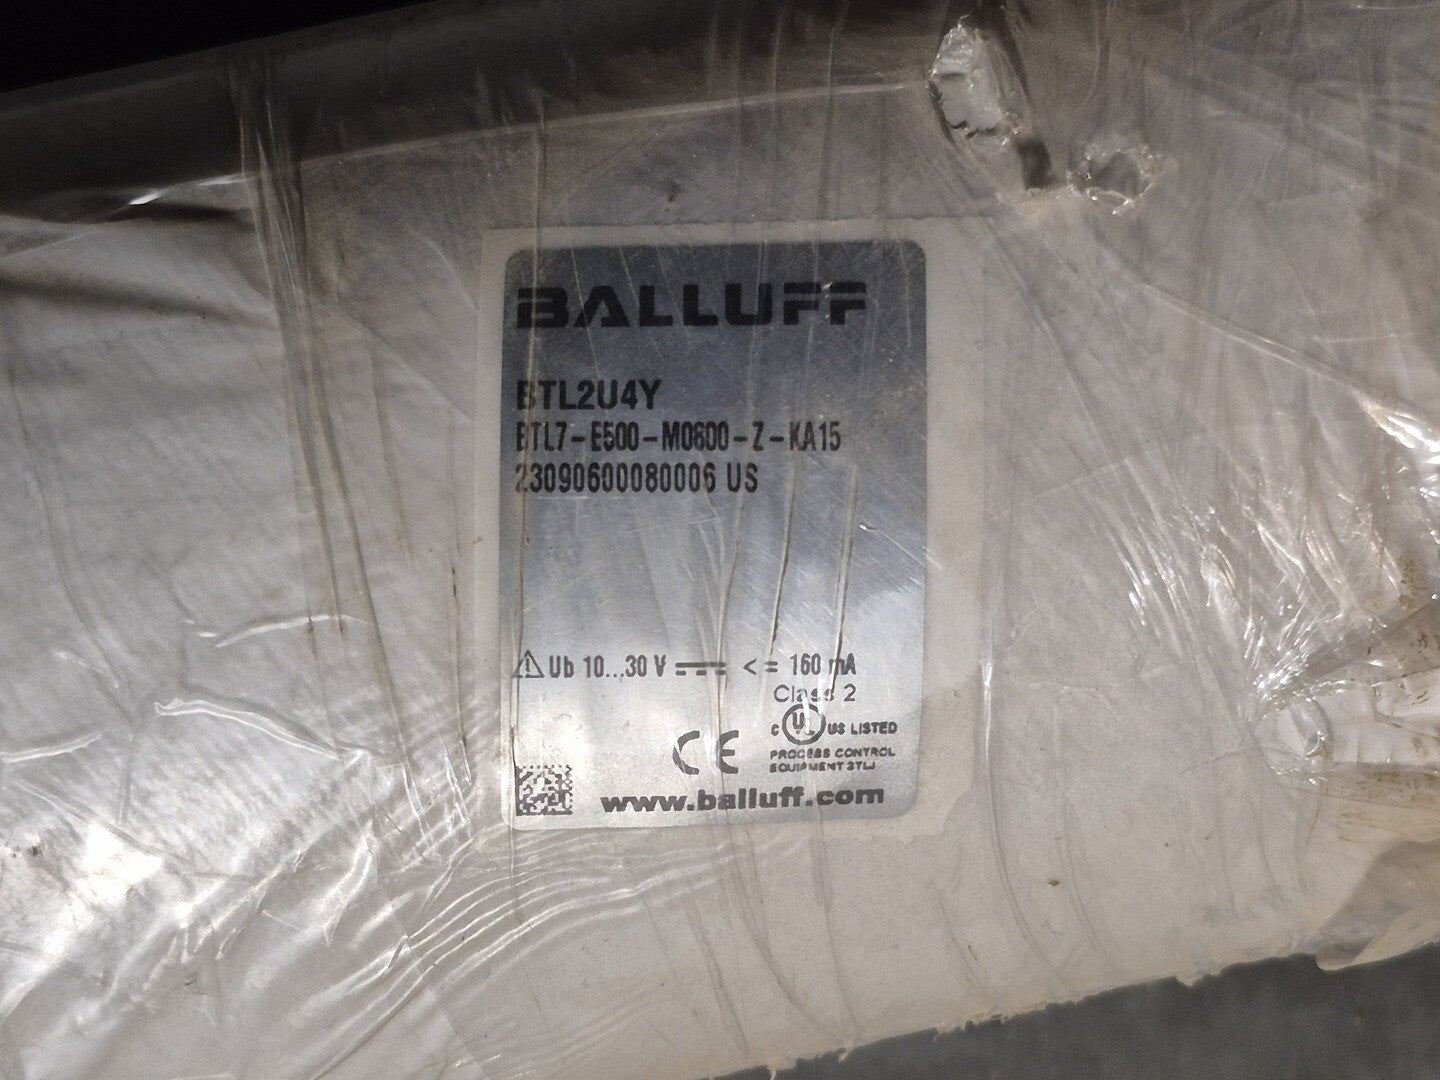 BALLUFF
BTL2U4Y
BTL7-E500-M0600-Z-KA15
23090600080006 US
Ub 10...30 V <= 160 mA
Class 2
c UL US LISTED
PROCESS CONTROL
EQUIPMENT 3TLJ
CE
www.balluff.com